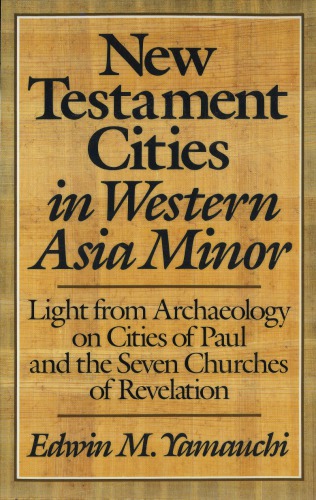 New
Testament
Cities
in Western
Asia Minor
Light from Archaeology
on Cities of Paul
and the Seven Churches
of Revelation
Edwin M. Yamauchi